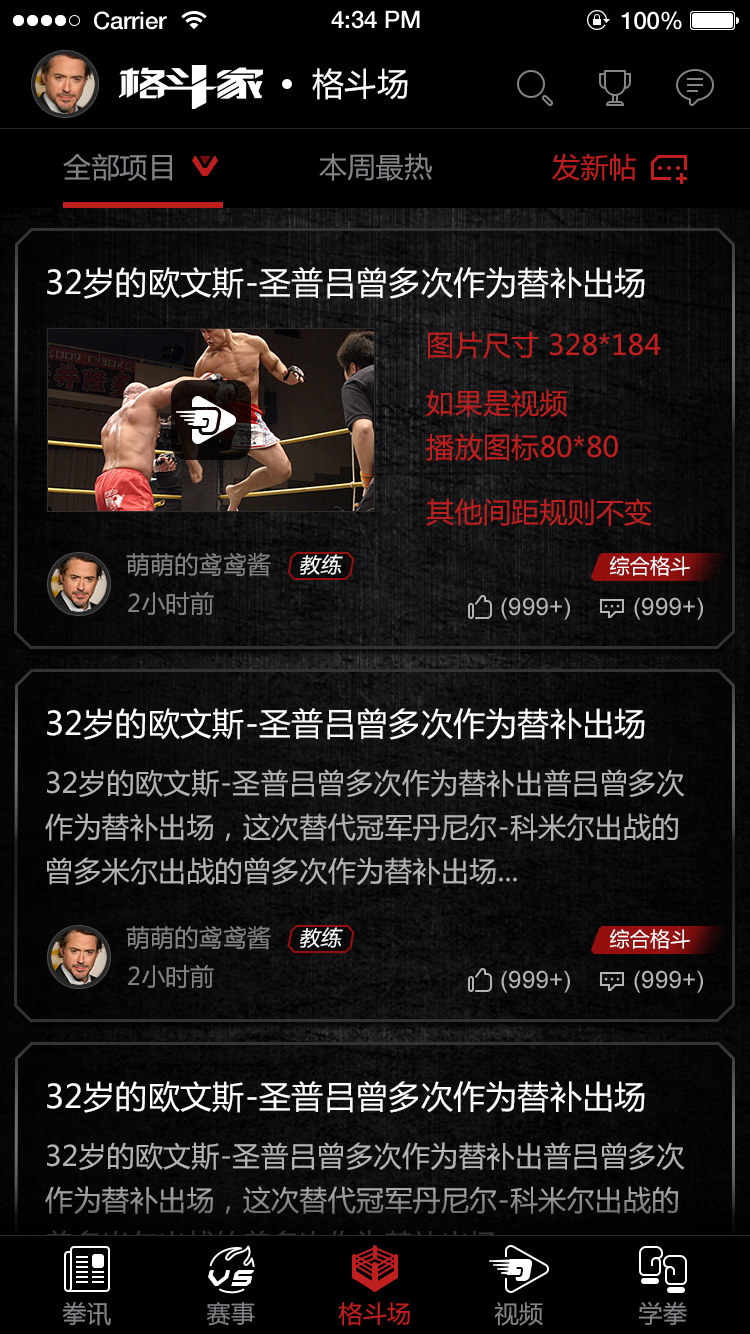 Carrier 4:34 PM 100%
格斗家·格斗场
全部项目 本周最热 发新帖
32岁的欧文斯-圣普吕曾多次作为替补出场
图片尺寸 328*184
如果是视频
播放图标80*80
其他间距规则不变
萌萌的鸢鸢酱 教练 综合格斗
2小时前 (999+) (999+)
32岁的欧文斯-圣普吕曾多次作为替补出场
32岁的欧文斯-圣普吕曾多次作为替补出普吕曾多次
作为替补出场，这次替代冠军丹尼尔-科米尔出战的
曾多米尔出战的曾多次作为替补出场...
萌萌的鸢鸢酱 教练 综合格斗
2小时前 (999+) (999+)
32岁的欧文斯-圣普吕曾多次作为替补出场
32岁的欧文斯-圣普吕曾多次作为替补出普吕曾多次
作为替补出场，这次替代冠军丹尼尔-科米尔出战的
拳讯 VS 赛事 格斗场 视频 学拳